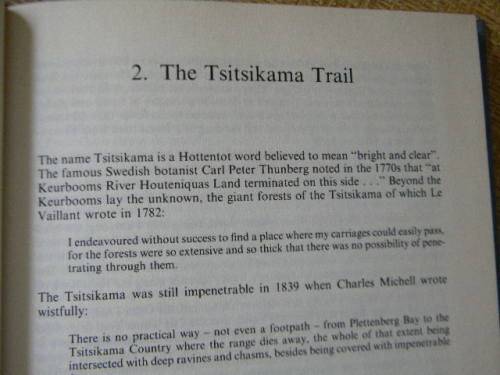 2. The Tsitsikama Trail
The name Tsitsikama is a Hottentot word believed to mean “bright and clear”.
The famous Swedish botanist Carl Peter Thunberg noted in the 1770s that “at
Keurbooms River Houteniquas Land terminated on this side . . .” Beyond the
Keurbooms lay the unknown, the giant forests of the Tsitsikama of which Le
Vaillant wrote in 1782:
I endeavoured without success to find a place where my carriages could easily pass,
for the forests were so extensive and so thick that there was no possibility of pene-
trating through them.
The Tsitsikama was still impenetrable in 1839 when Charles Michell wrote
wistfully:
There is no practical way – not even a footpath – from Plettenberg Bay to the
Tsitsikama Country where the range dies away, the whole of that extent being
intersected with deep ravines and chasms, besides being covered with impenetrable